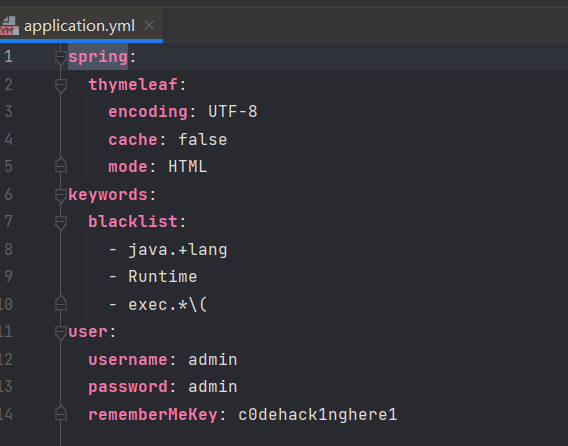 application.yml
1 spring:
2 thymeleaf:
3 encoding: UTF-8
4 cache: false
5 mode: HTML
6 keywords:
7 blacklist:
8 - java.+lang
9 - Runtime
10 - exec.*\(
11 user:
12 username: admin
13 password: admin
14 rememberMeKey: c0dehack1nghere1